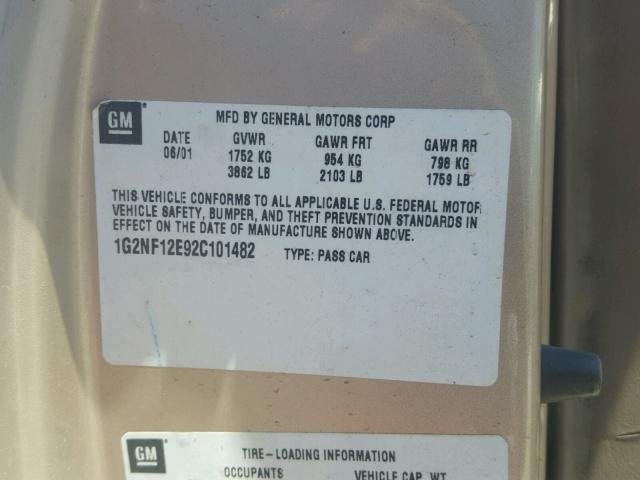 GM
MFD BY GENERAL MOTORS CORP
DATE GVWR GAWR FRT GAWR RR
06/01 1752 KG 954 KG 798 KG
3862 LB 2103 LB 1759 LB
THIS VEHICLE CONFORMS TO ALL APPLICABLE U.S. FEDERAL MOTOR
VEHICLE SAFETY, BUMPER, AND THEFT PREVENTION STANDARDS IN
EFFECT ON THE DATE OF MANUFACTURE SHOWN ABOVE.
1G2NF12E92C101482 TYPE: PASS CAR
GM
TIRE-LOADING INFORMATION
OCCUPANTS VEHICLE CAP. WT.